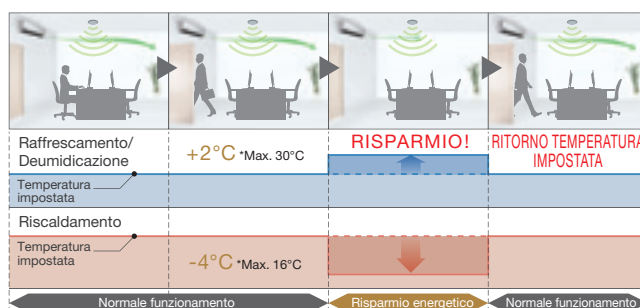 Raffrescamento/
Deumidicazione
+2°C *Max. 30°C
RISPARMIO!
RITORNO TEMPERATURA
IMPOSTATA
Temperatura
impostata
Riscaldamento
Temperatura
impostata
-4°C *Max. 16°C
Normale funzionamento
Risparmio energetico
Normale funzionamento